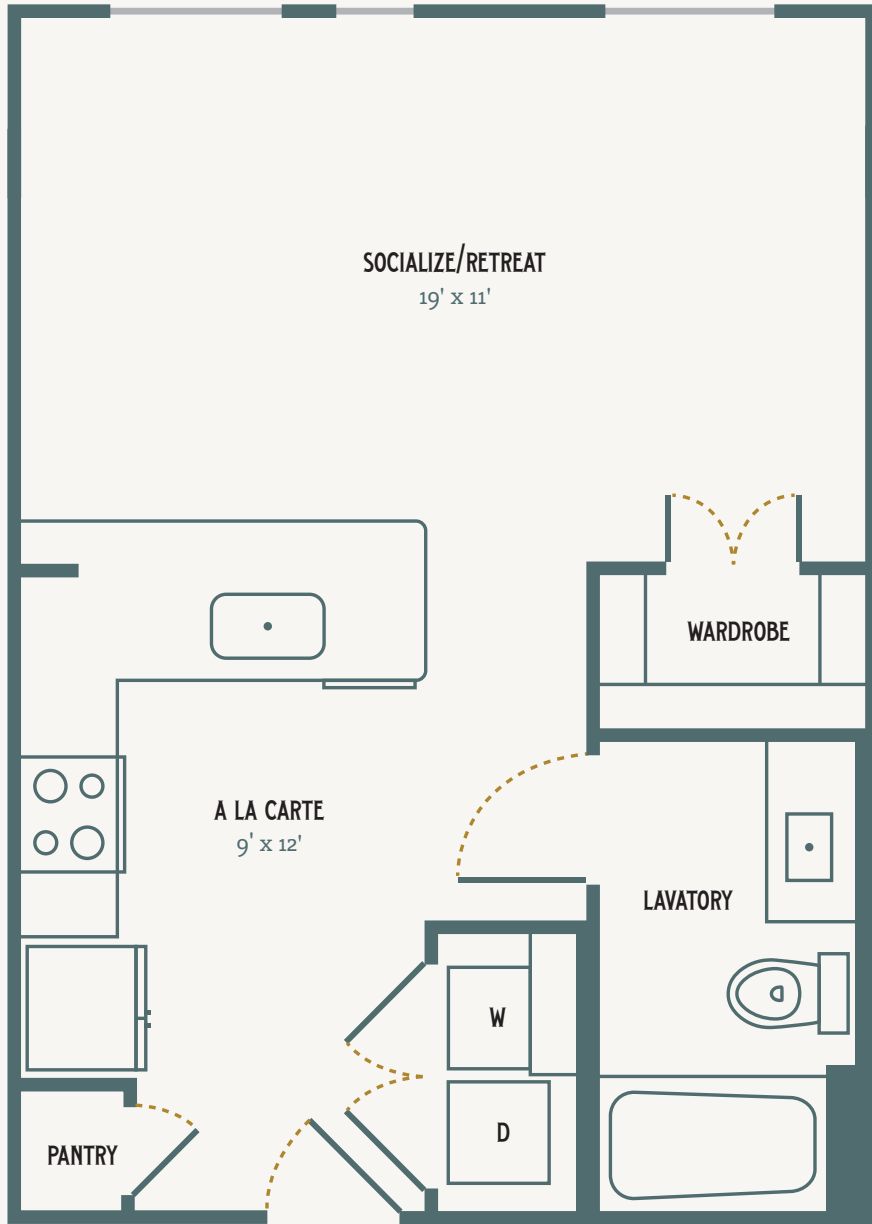 SOCIALIZE/RETREAT
19' x 11'
WARDROBE
A LA CARTE
9' x 12'
LAVATORY
W
D
PANTRY